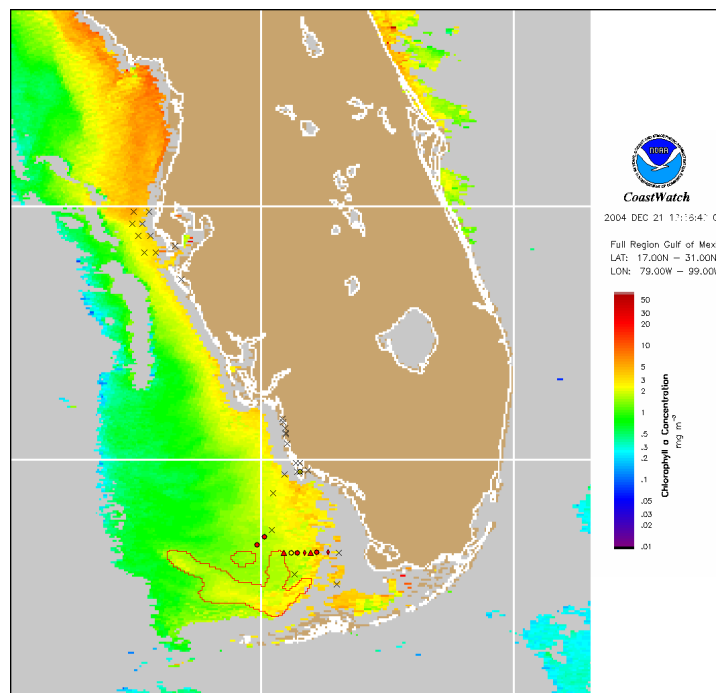 NOAA
CoastWatch
2004 DEC 21
Full Region Gulf of Mex
LAT: 17.00N – 31.00N
LON: 79.00W – 99.00W
50
30
20
10
5
3
2
1
.5
.3
.2
.1
.05
.03
.02
.01
Chlorophyll a Concentration
mg m⁻³